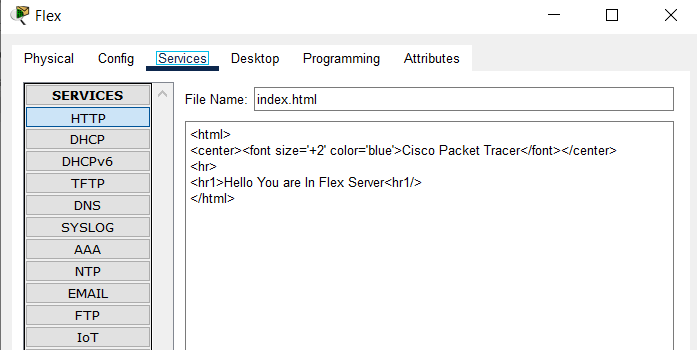 Flex
Physical Config Services Desktop Programming Attributes
SERVICES
HTTP
DHCP
DHCPv6
TFTP
DNS
SYSLOG
AAA
NTP
EMAIL
FTP
IoT
File Name: index.html
<html>
<center><font size='+2' color='blue'>Cisco Packet Tracer</font></center>
<hr>
<hr1>Hello You are In Flex Server<hr1/>
</html>